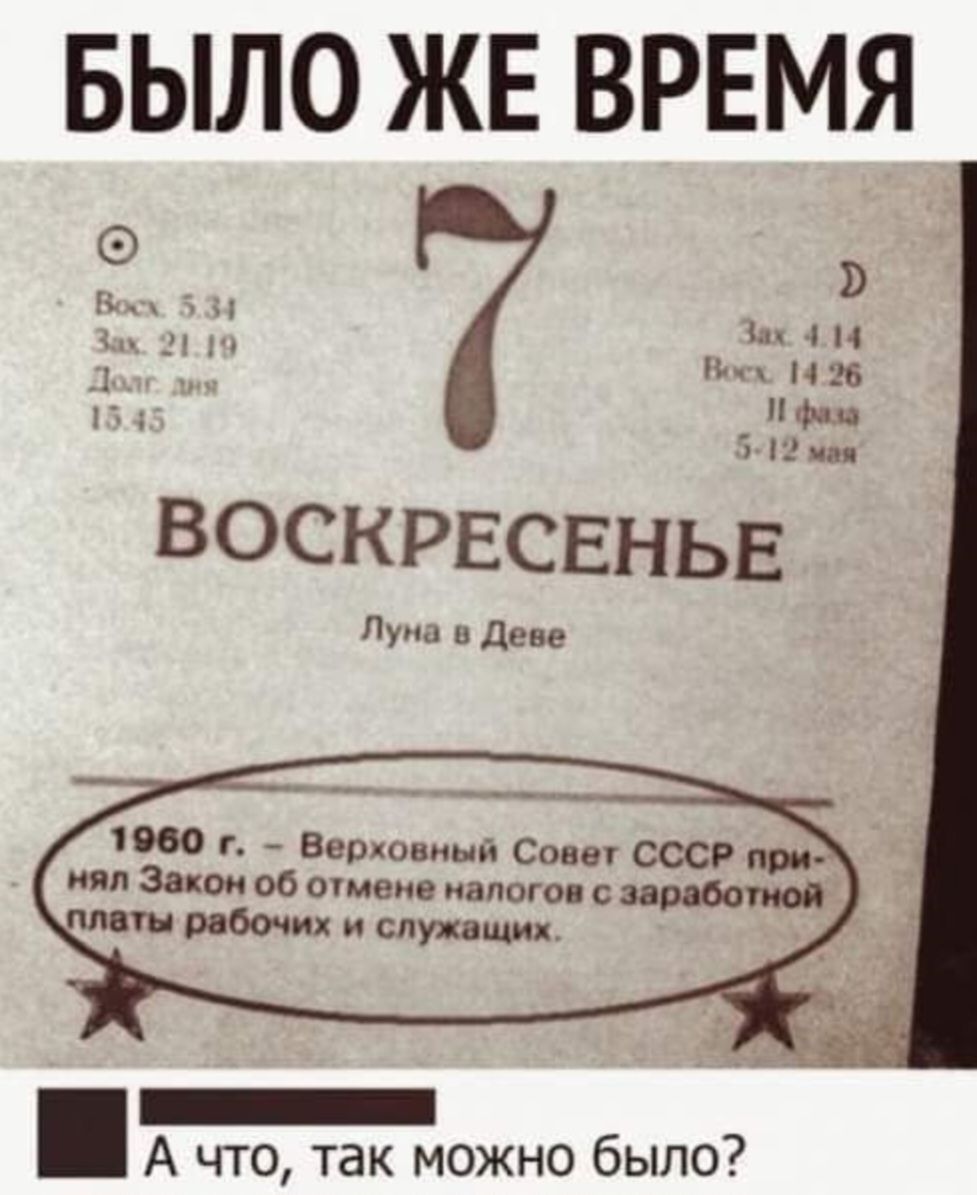 БЫЛО ЖЕ ВРЕМЯ
7
Восх. 5.34
Зах. 21.19
Долг. дня
15.45
Зах. 4.14
Восх. 14.26
II фаза
5-12 мая
ВОСКРЕСЕНЬЕ
Луна в Деве
1960 г. – Верховный Совет СССР при-
нял Закон об отмене налогов с заработной
платы рабочих и служащих.
А что, так можно было?